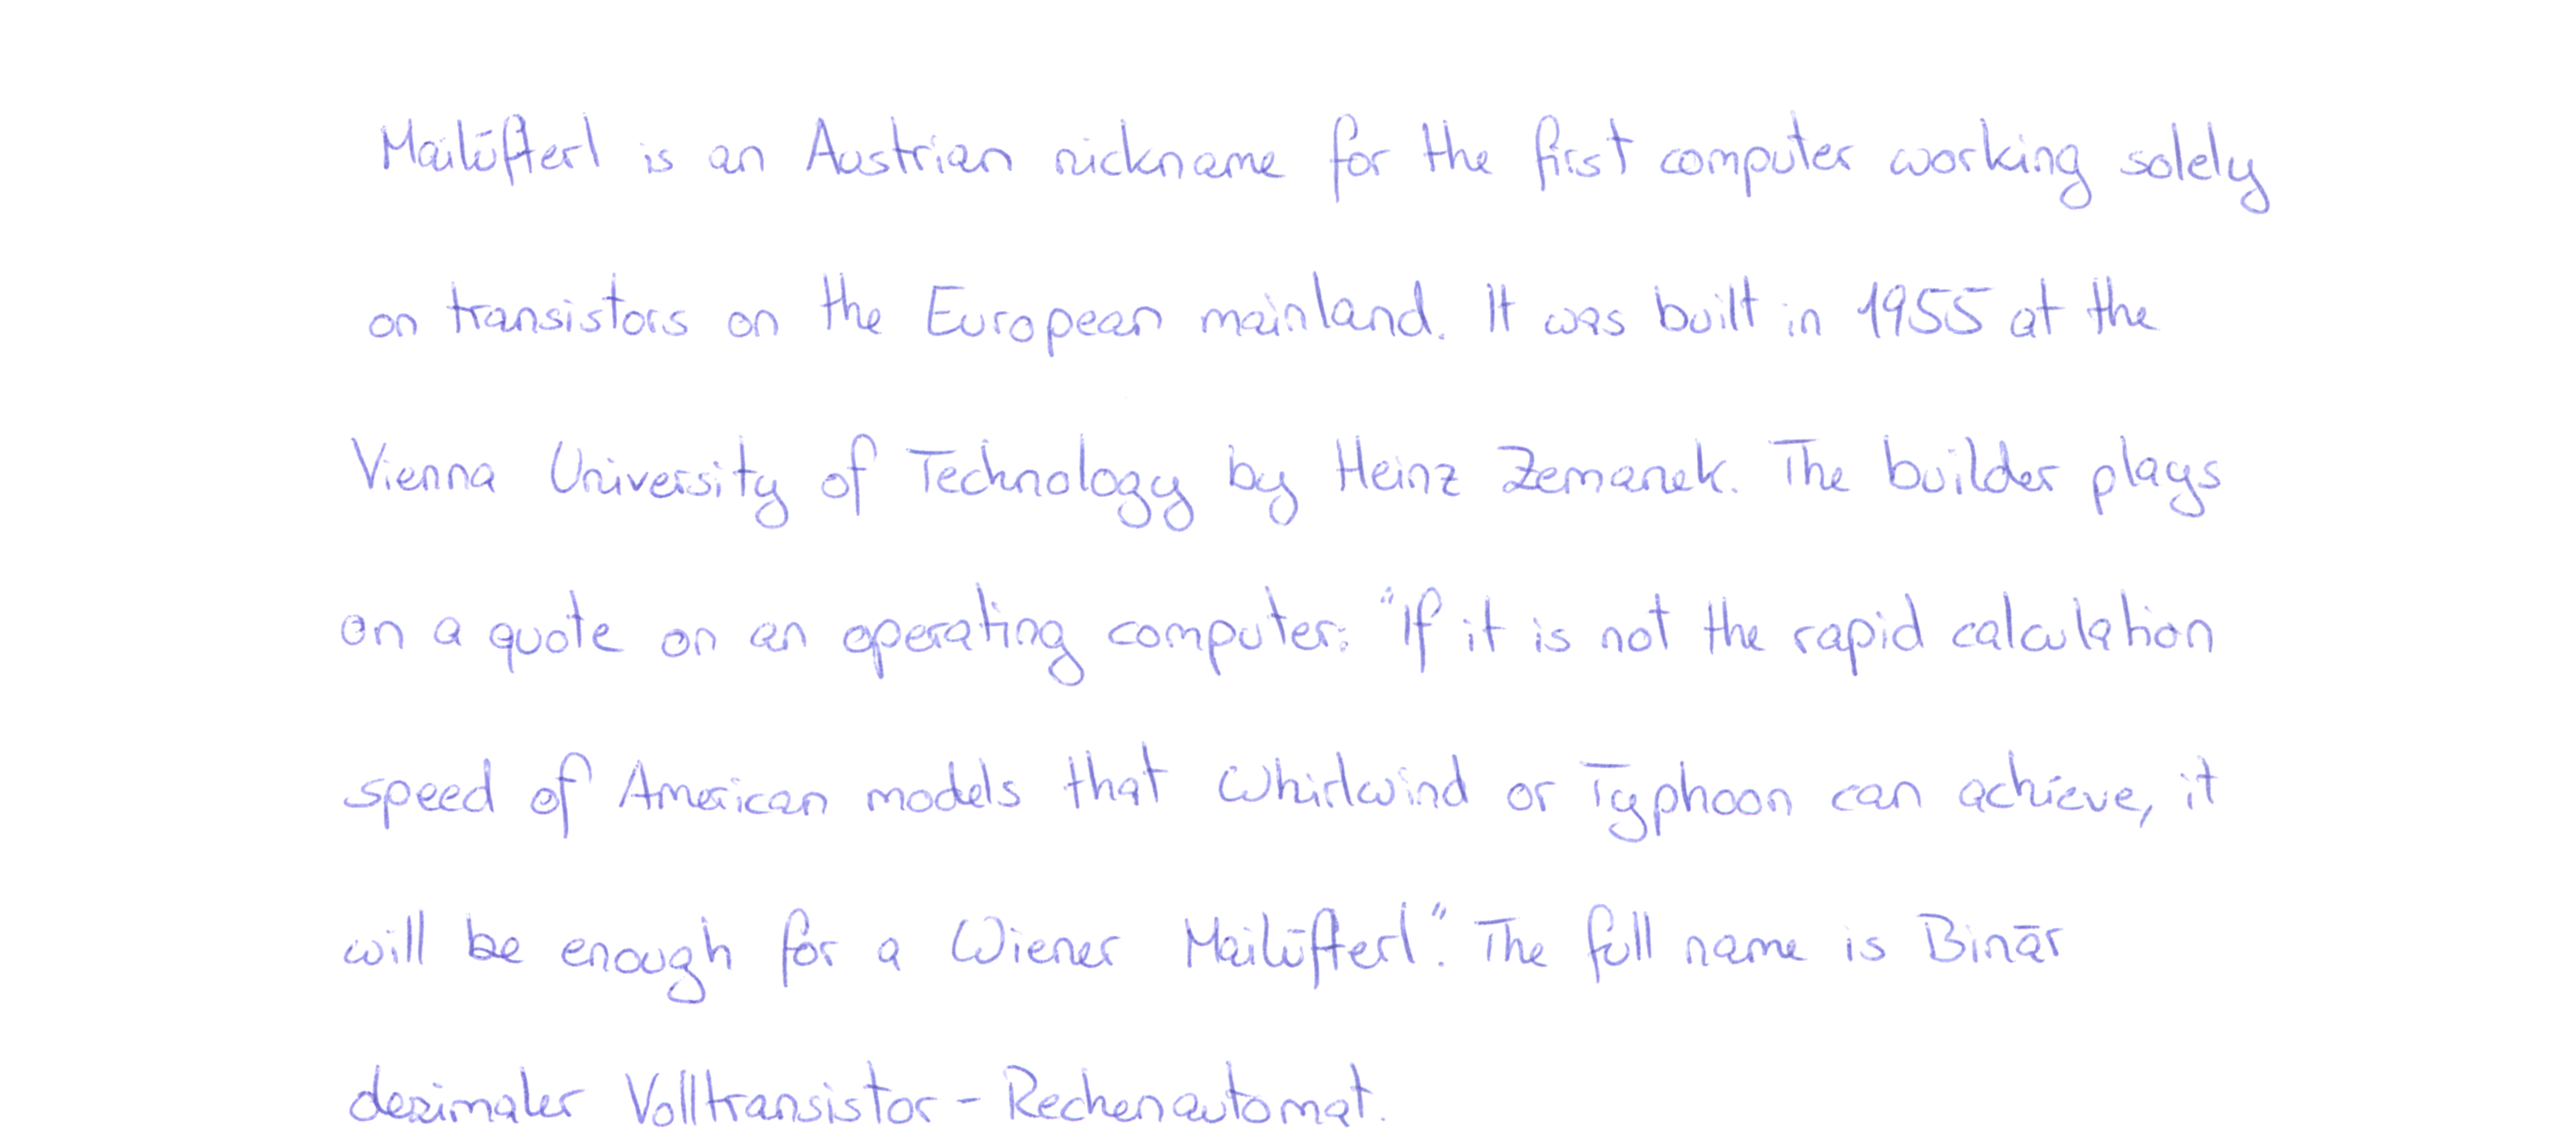 Mailüfterl is an Austrian nickname for the first computer working solely
on transistors on the European mainland. It was built in 1955 at the
Vienna University of Technology by Heinz Zemanek. The builder plays
on a quote on an operating computer: "If it is not the rapid calculation
speed of American models that Whirlwind or Typhoon can achieve, it
will be enough for a Wiener Mailüfterl". The full name is Binär
dezimaler Volltransistor-Rechenautomat.